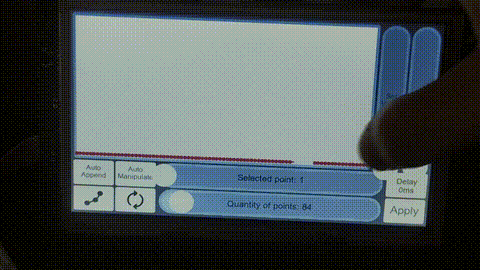 Auto
Append
Auto
Manipulate
Selected point: 1
Quantity of points: 84
Delay
0ms
Apply